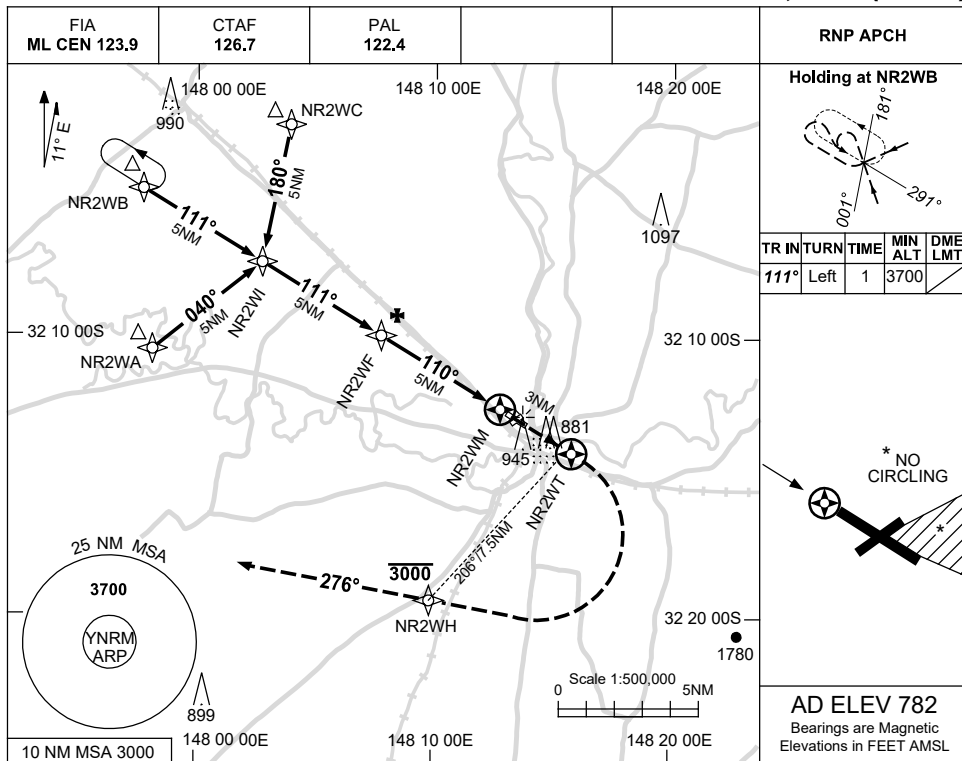 FIA
ML CEN 123.9
CTAF
126.7
PAL
122.4
RNP APCH
148 00 00E
148 10 00E
148 20 00E
11° E
990
NR2WC
180°
5NM
NR2WB
111°
5NM
1097
040°
5NM
NR2WI
111°
5NM
32 10 00S
32 10 00S
NR2WA
NR2WF
110°
5NM
3NM
881
945
NR2WM
NR2WT
206°/7.5NM
25 NM MSA
3700
YNRM
ARP
276°
3000
NR2WH
32 20 00S
1780
Scale 1:500,000
0
5NM
899
148 00 00E
148 10 00E
148 20 00E
10 NM MSA 3000
Holding at NR2WB
181°
001°
291°
TR IN TURN TIME MIN ALT DME LMT
111° Left 1 3700
* NO
CIRCLING
*
AD ELEV 782
Bearings are Magnetic
Elevations in FEET AMSL